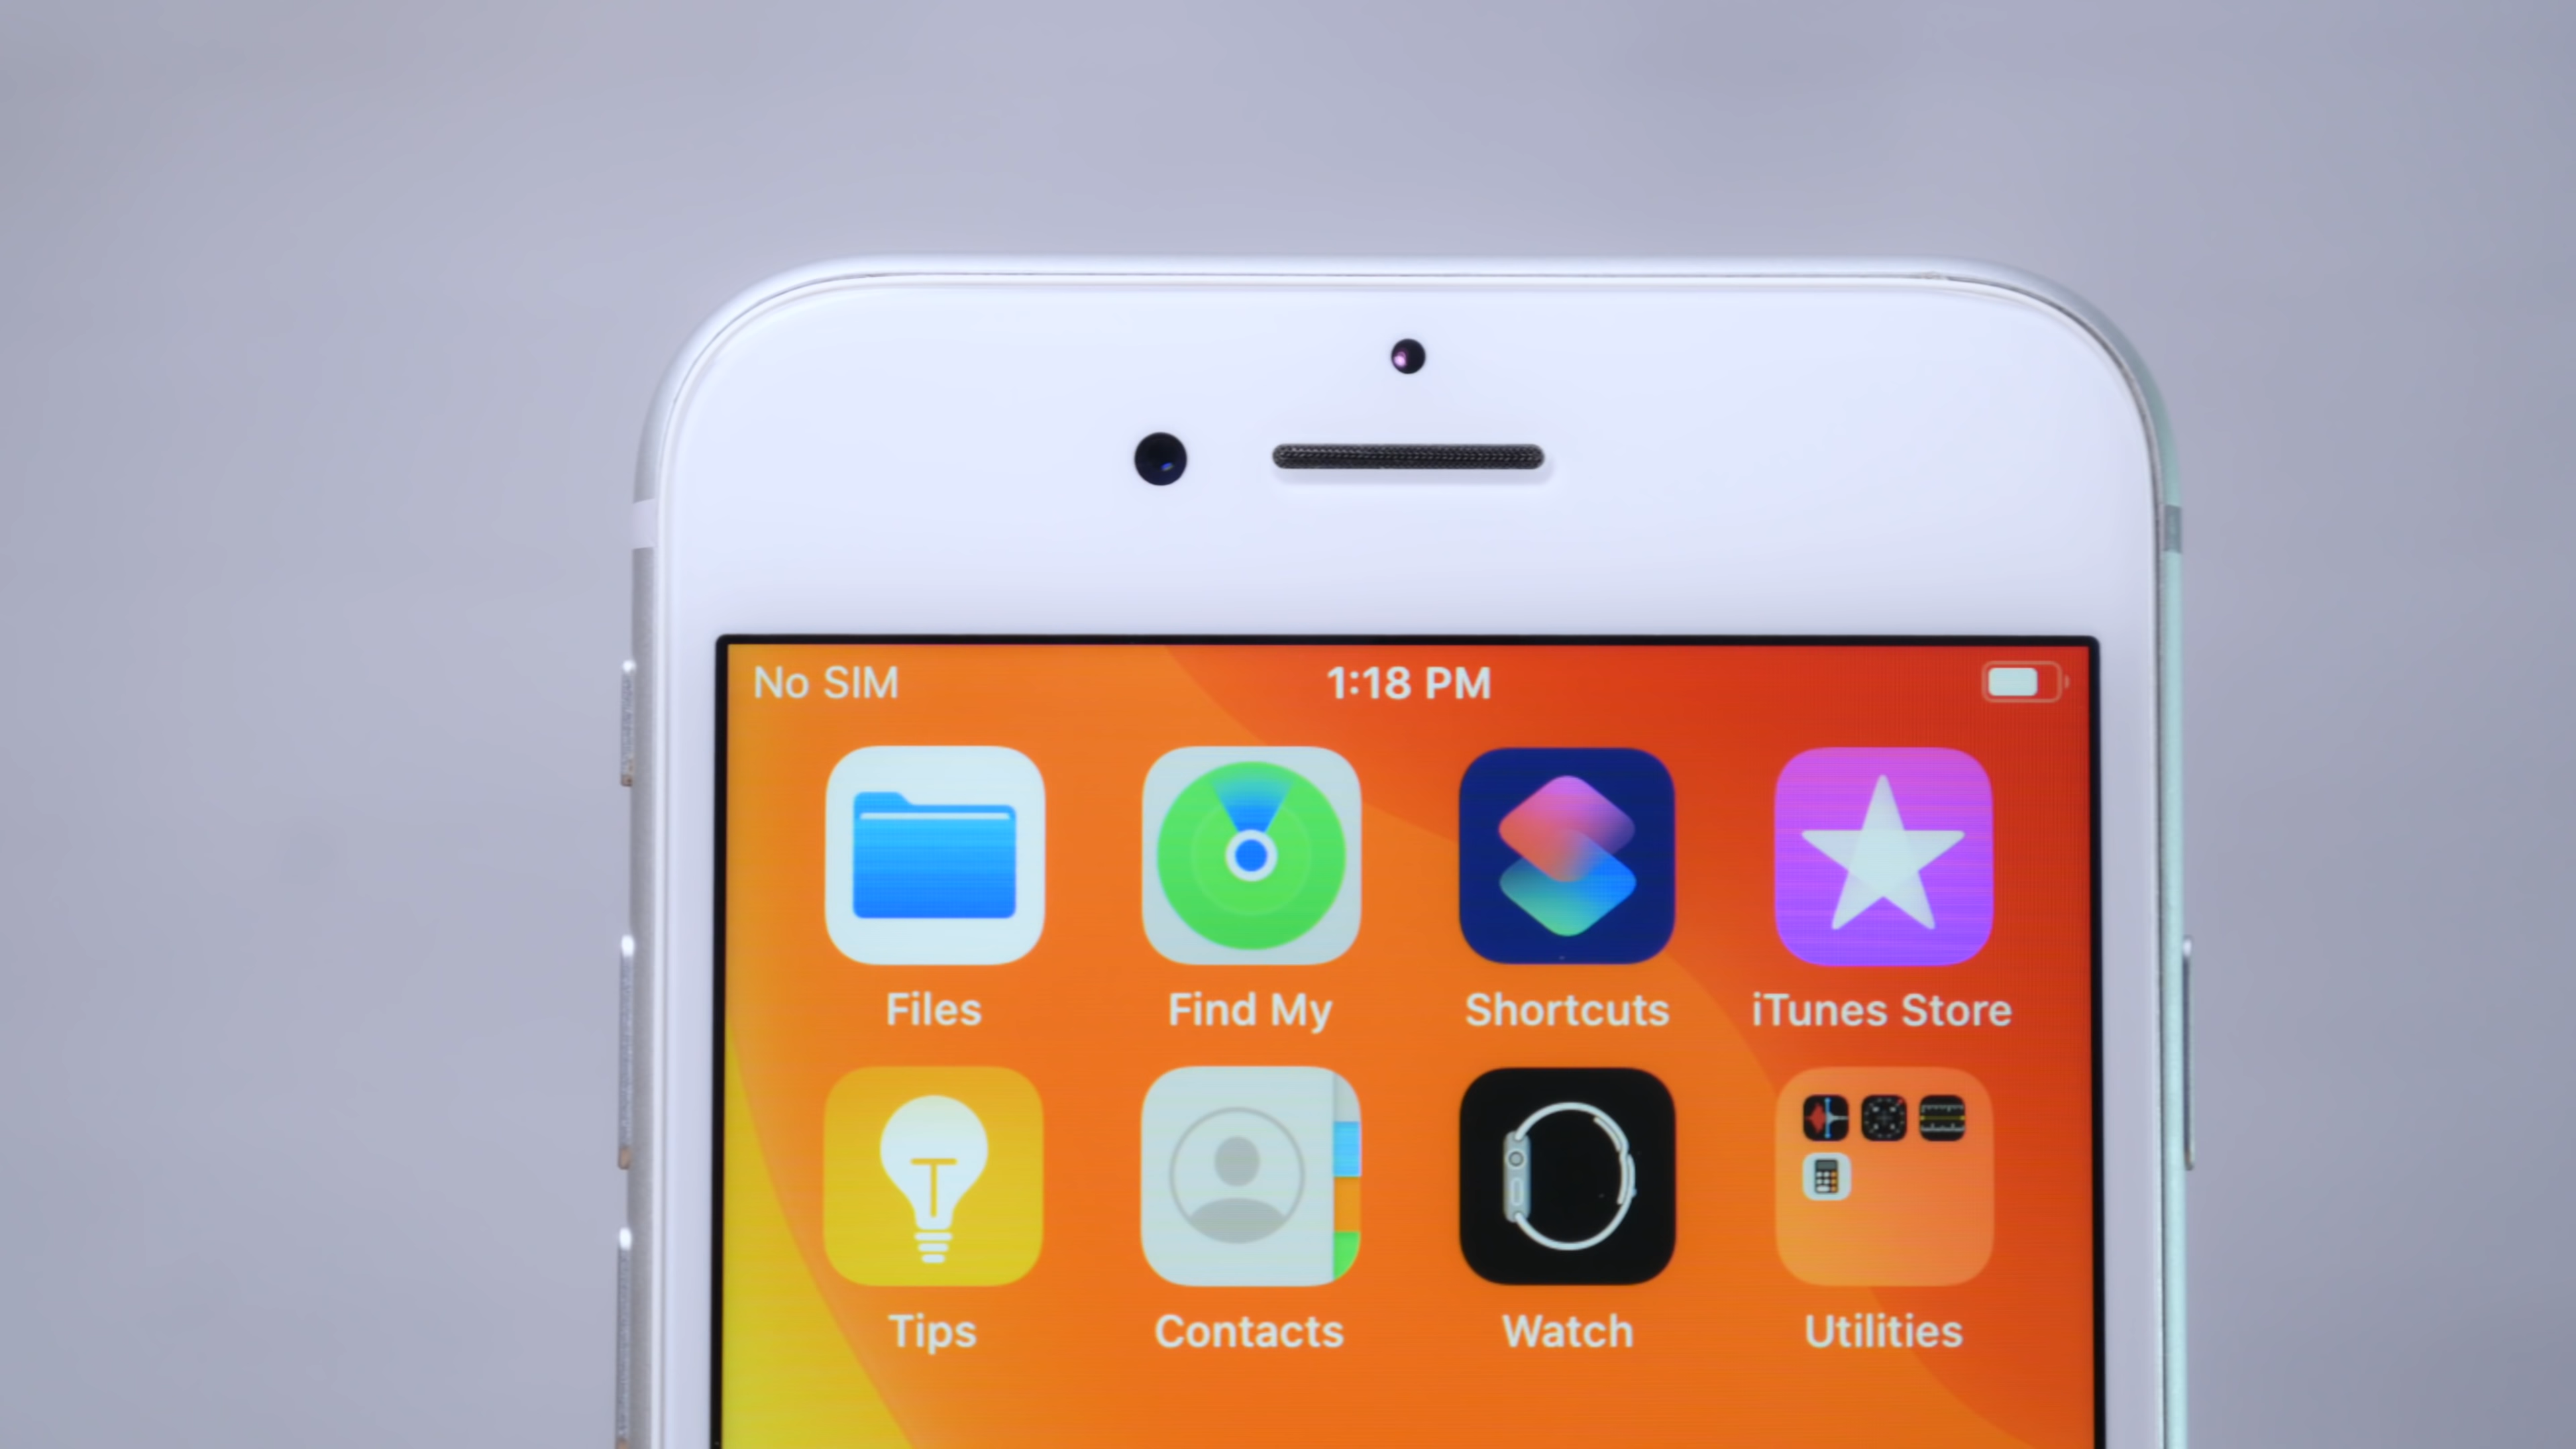 No SIM 1:18 PM
Files Find My Shortcuts iTunes Store
Tips Contacts Watch Utilities